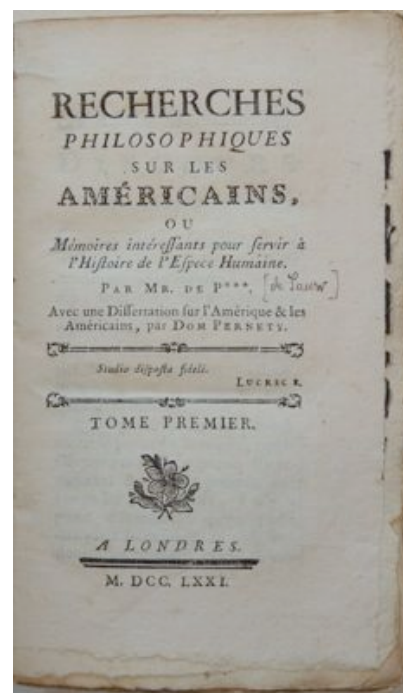 RECHERCHES
PHILOSOPHIQUES
SUR LES
AMÉRICAINS,
OU
Mémoires intéreſſants pour ſervir à
l'Hiſtoire de l'Eſpece Humaine.
PAR MR. DE P***. [de Pauw]
Avec une Diſſertation ſur l'Amérique & les
Américains, par DOM PERNETY.
Studio diſpoſta fideli.
LUCRECE.
TOME PREMIER.
A LONDRES.
M. DCC. LXXI.